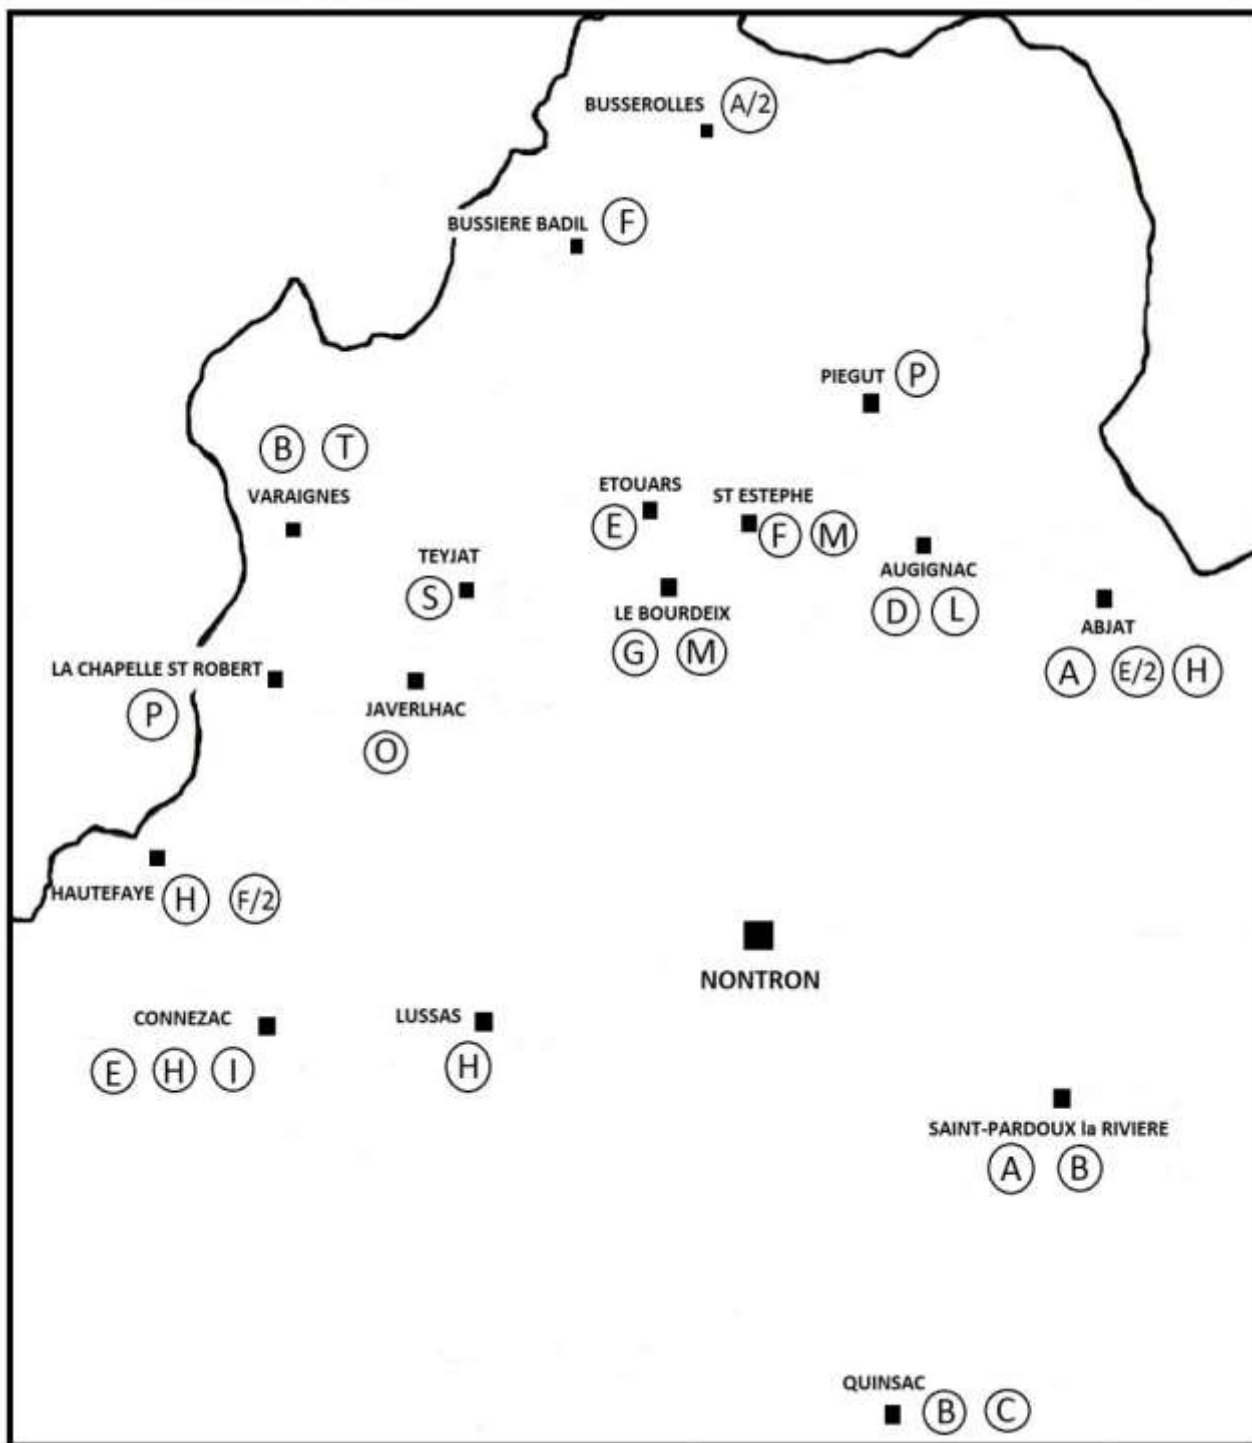 BUSSEROLLES A/2
BUSSIERE BADIL F
PIEGUT P
B T
VARAIGNES
ETOUARS
E
ST ESTEPHE
F M
TEYJAT
S
AUGIGNAC
D L
LE BOURDEIX
G M
ABJAT
A E/2 H
LA CHAPELLE ST ROBERT
P
JAVERLHAC
O
HAUTEFAYE H F/2
NONTRON
CONNEZAC
E H I
LUSSAS
H
SAINT-PARDOUX la RIVIERE
A B
QUINSAC B C